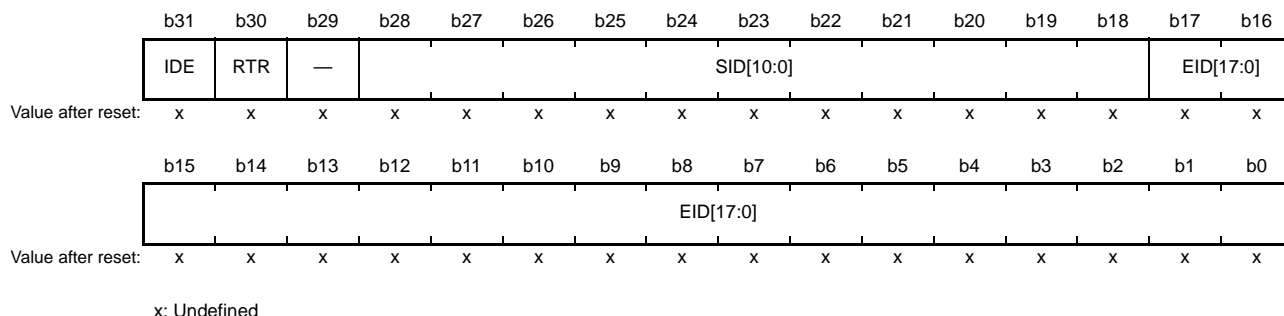 b31 b30 b29 b28 b27 b26 b25 b24 b23 b22 b21 b20 b19 b18 b17 b16
IDE RTR — SID[10:0] EID[17:0]
Value after reset: x x x x x x x x x x x x x x x x
b15 b14 b13 b12 b11 b10 b9 b8 b7 b6 b5 b4 b3 b2 b1 b0
EID[17:0]
Value after reset: x x x x x x x x x x x x x x x x
x: Undefined